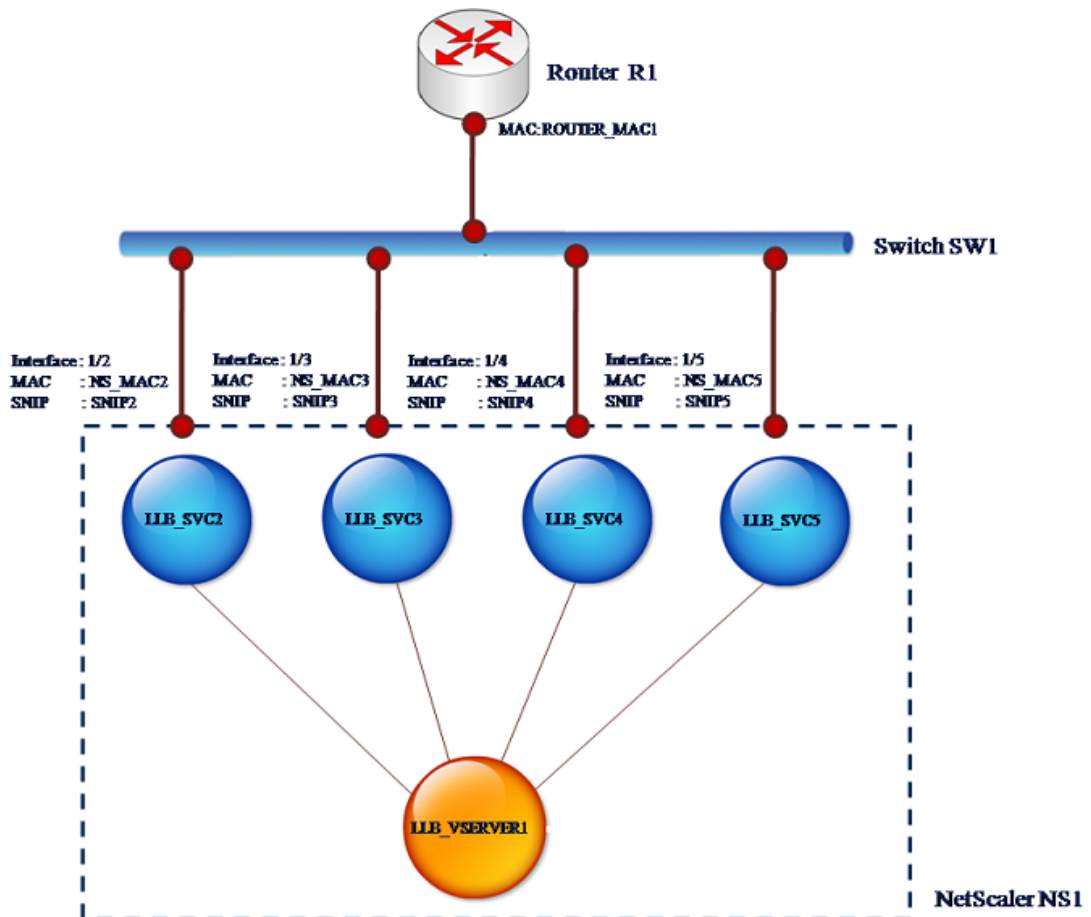 Router R1
MAC:ROUTER_MAC1
Switch SW1
Interface : 1/2
MAC : NS_MAC2
SNIP : SNIP2
Interface : 1/3
MAC : NS_MAC3
SNIP : SNIP3
Interface : 1/4
MAC : NS_MAC4
SNIP : SNIP4
Interface : 1/5
MAC : NS_MAC5
SNIP : SNIP5
LLB_SVC2
LLB_SVC3
LLB_SVC4
LLB_SVC5
LLB_VSERVER1
NetScaler NS1